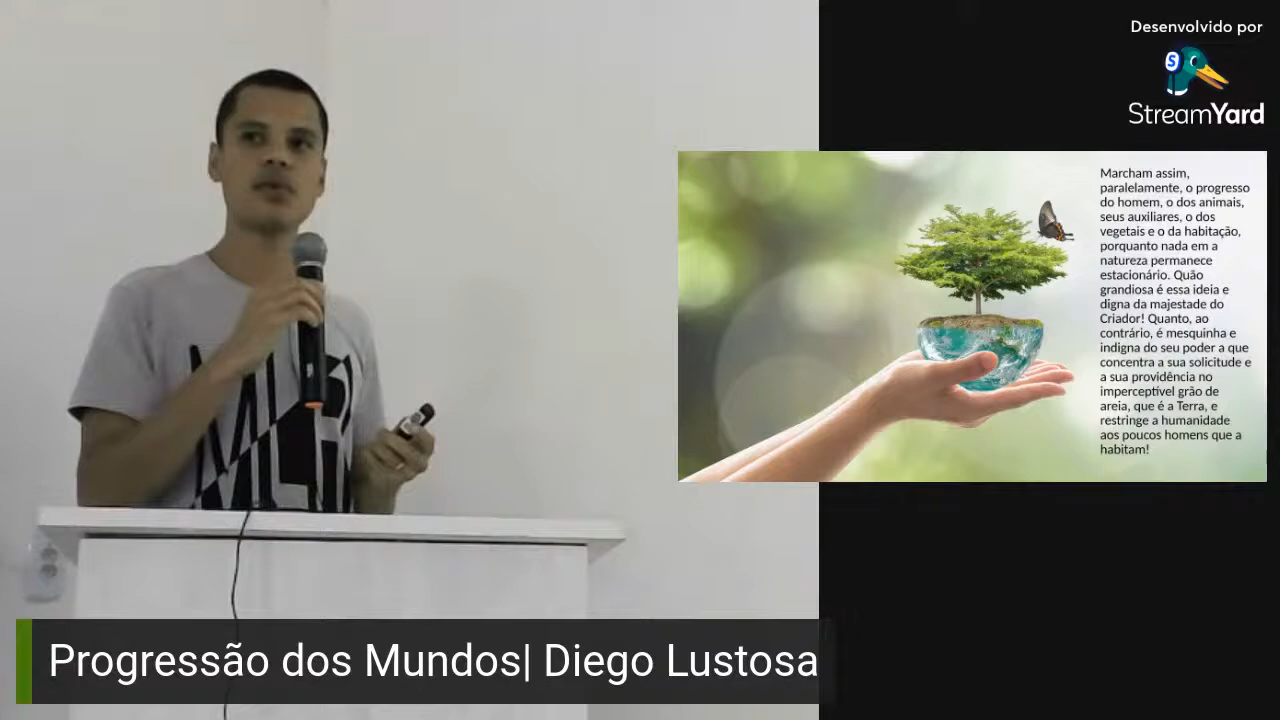 Desenvolvido por
S
StreamYard
Marcham assim,
paralelamente, o progresso
do homem, o dos animais,
seus auxiliares, o dos
vegetais e o da habitação,
porquanto nada em a
natureza permanece
estacionário. Quão
grandiosa é essa ideia e
digna da majestade do
Criador! Quanto, ao
contrário, é mesquinha e
indigna do seu poder a que
concentra a sua solicitude e
a sua providência no
imperceptível grão de
areia, que é a Terra, e
restringe a humanidade
aos poucos homens que a
habitam!
Progressão dos Mundos| Diego Lustosa